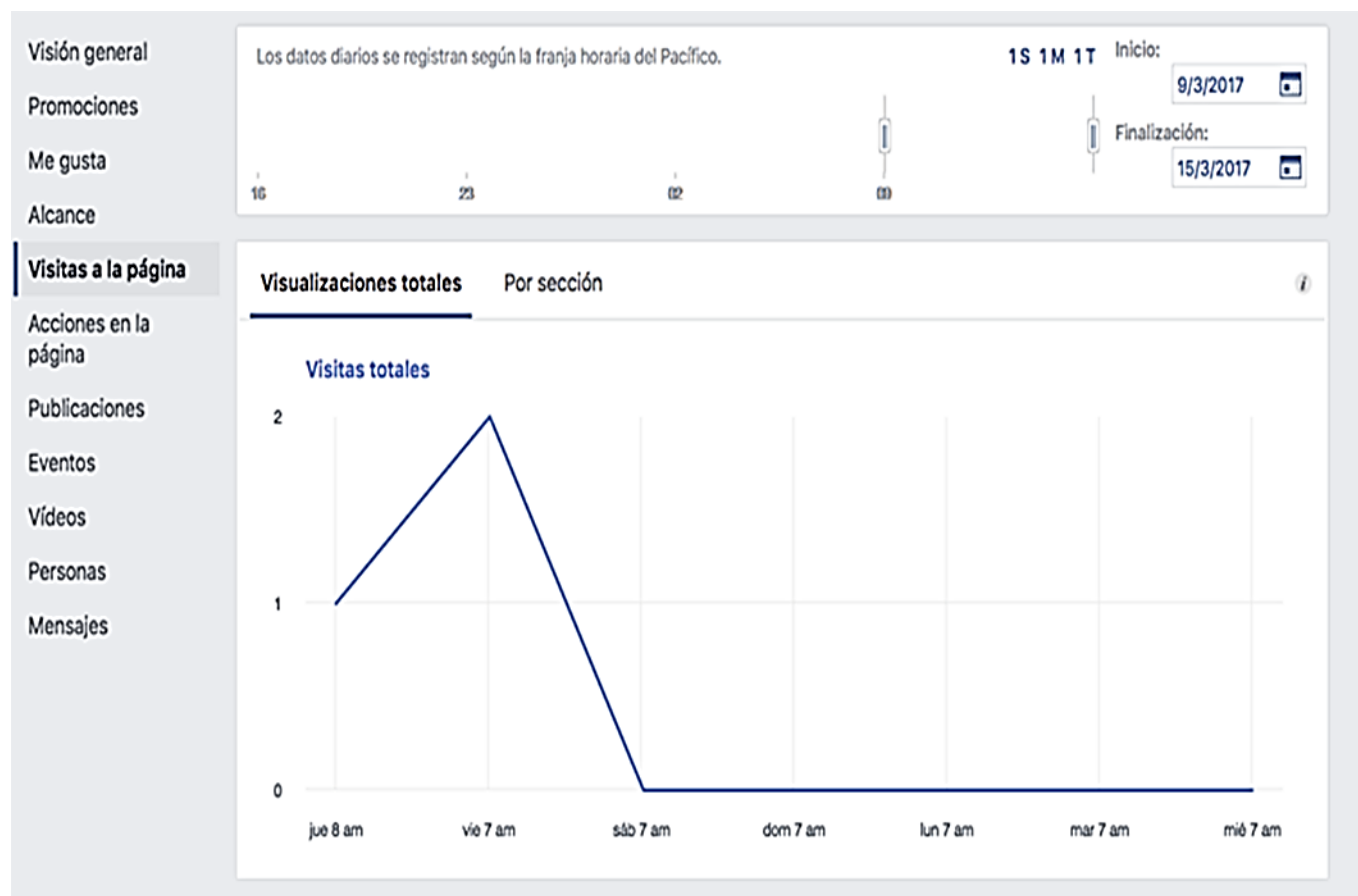 Visión general
Promociones
Me gusta
Alcance
Visitas a la página
Acciones en la
página
Publicaciones
Eventos
Vídeos
Personas
Mensajes
Los datos diarios se registran según la franja horaria del Pacífico.
1S 1M 1T
Inicio:
9/3/2017
Finalización:
15/3/2017
16 23 02 09
Visualizaciones totales Por sección
i
Visitas totales
2
1
0
jue 8 am vie 7 am sáb 7 am dom 7 am lun 7 am mar 7 am mié 7 am